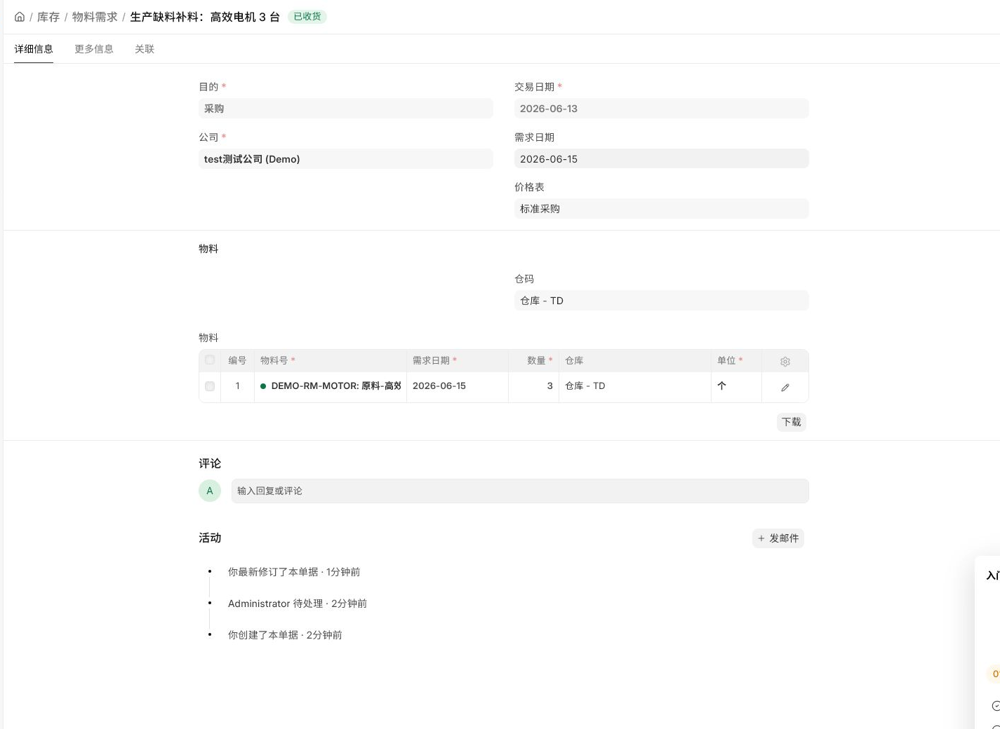 / 库存 / 物料需求 / 生产缺料补料：高效电机 3 台 已收货
详细信息 更多信息 关联
目的 *
采购
交易日期 *
2026-06-13
公司 *
test测试公司 (Demo)
需求日期
2026-06-15
价格表
标准采购
物料
仓码
仓库 - TD
物料
编号 物料号 * 需求日期 * 数量 * 仓库 单位 *
1 DEMO-RM-MOTOR: 原料-高效 2026-06-15 3 仓库 - TD 个
下载
评论
A 输入回复或评论
活动
+ 发邮件
你最新修订了本单据 · 1分钟前
Administrator 待处理 · 2分钟前
你创建了本单据 · 2分钟前
入门